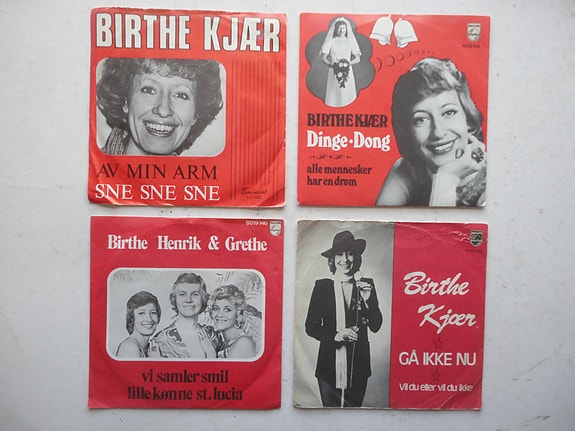 BIRTHE KJÆR
AV MIN ARM
SNE SNE SNE
BIRTHE KJÆR
Dinge-Dong
alle mennesker
har en drøm
6019 146
Birthe Henrik & Grethe
vi samler smil
lille kønne st. lucia
Birthe
Kjær
GÅ IKKE NU
Vil du eller vil du ikke